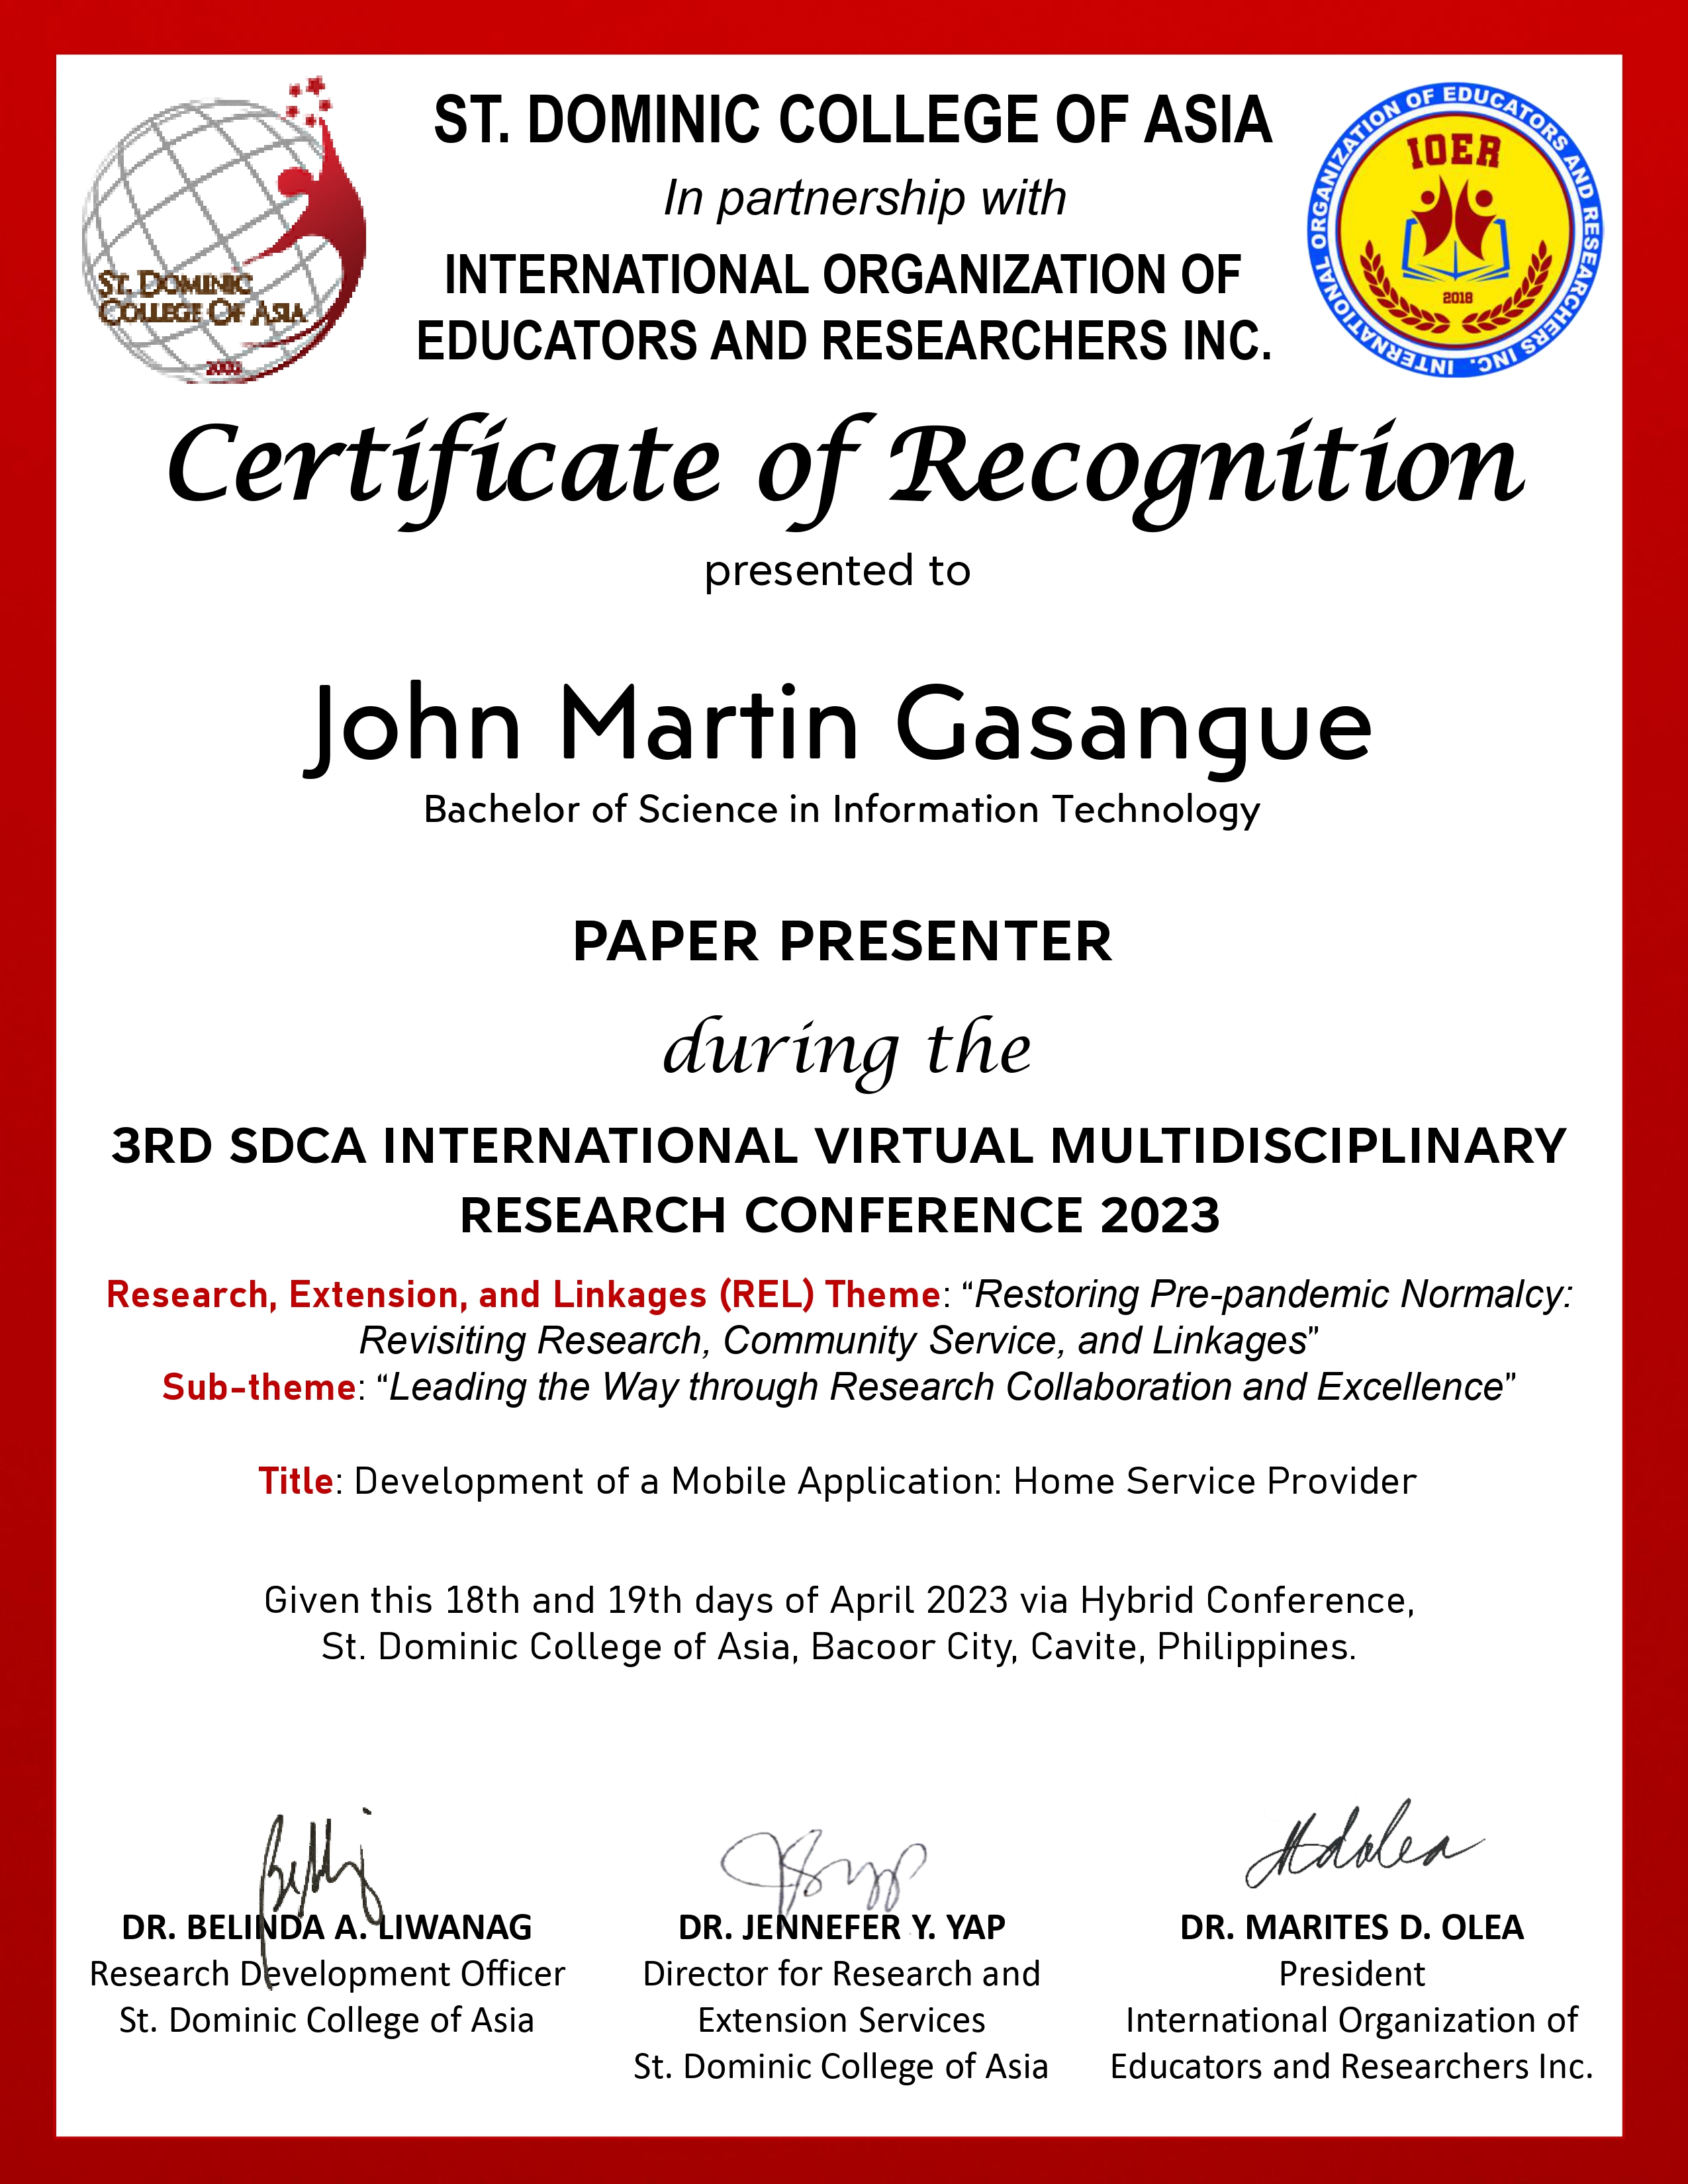 ST. DOMINIC COLLEGE OF ASIA
In partnership with
INTERNATIONAL ORGANIZATION OF
EDUCATORS AND RESEARCHERS INC.
ST. DOMINIC
COLLEGE OF ASIA
2003
INTERNATIONAL ORGANIZATION OF EDUCATORS AND RESEARCHERS INC.
IOER
2018
Certificate of Recognition
presented to
John Martin Gasangue
Bachelor of Science in Information Technology
PAPER PRESENTER
during the
3RD SDCA INTERNATIONAL VIRTUAL MULTIDISCIPLINARY
RESEARCH CONFERENCE 2023
Research, Extension, and Linkages (REL) Theme: “Restoring Pre-pandemic Normalcy:
Revisiting Research, Community Service, and Linkages”
Sub-theme: “Leading the Way through Research Collaboration and Excellence”
Title: Development of a Mobile Application: Home Service Provider
Given this 18th and 19th days of April 2023 via Hybrid Conference,
St. Dominic College of Asia, Bacoor City, Cavite, Philippines.
DR. BELINDA A. LIWANAG
Research Development Officer
St. Dominic College of Asia
DR. JENNEFER Y. YAP
Director for Research and
Extension Services
St. Dominic College of Asia
DR. MARITES D. OLEA
President
International Organization of
Educators and Researchers Inc.